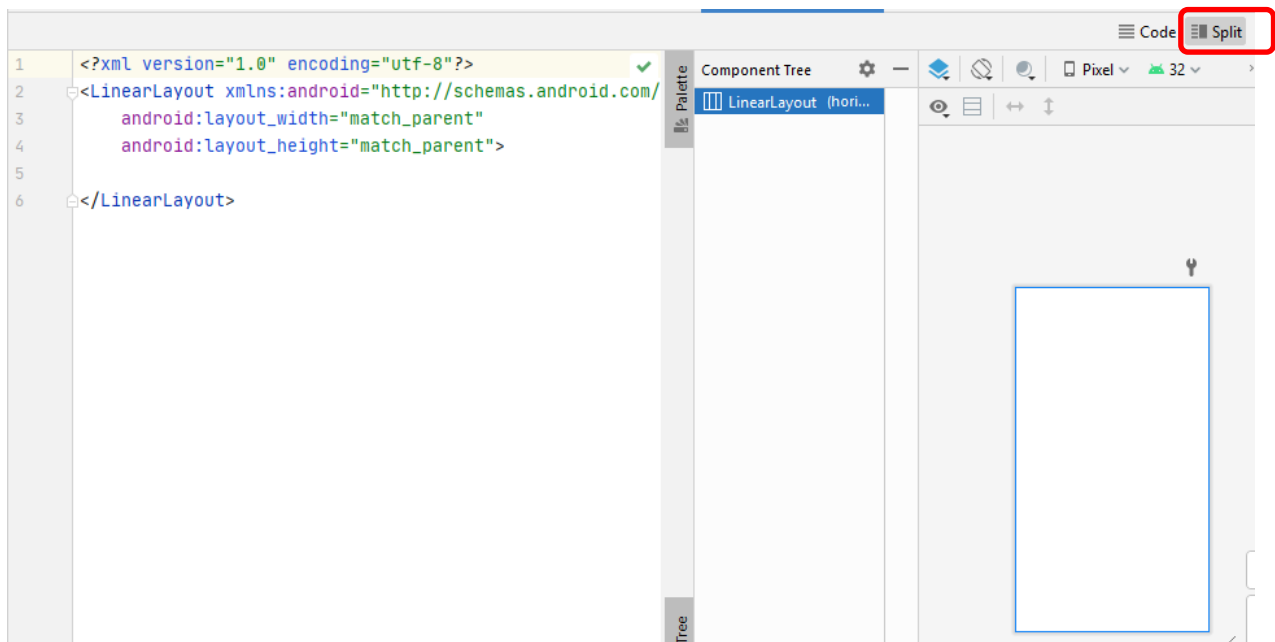 Code Split
1 <?xml version="1.0" encoding="utf-8"?>
2 <LinearLayout xmlns:android="http://schemas.android.com/
3 android:layout_width="match_parent"
4 android:layout_height="match_parent">
5
6 </LinearLayout>
Palette
Component Tree
LinearLayout (hori...
Pixel 32
Tree